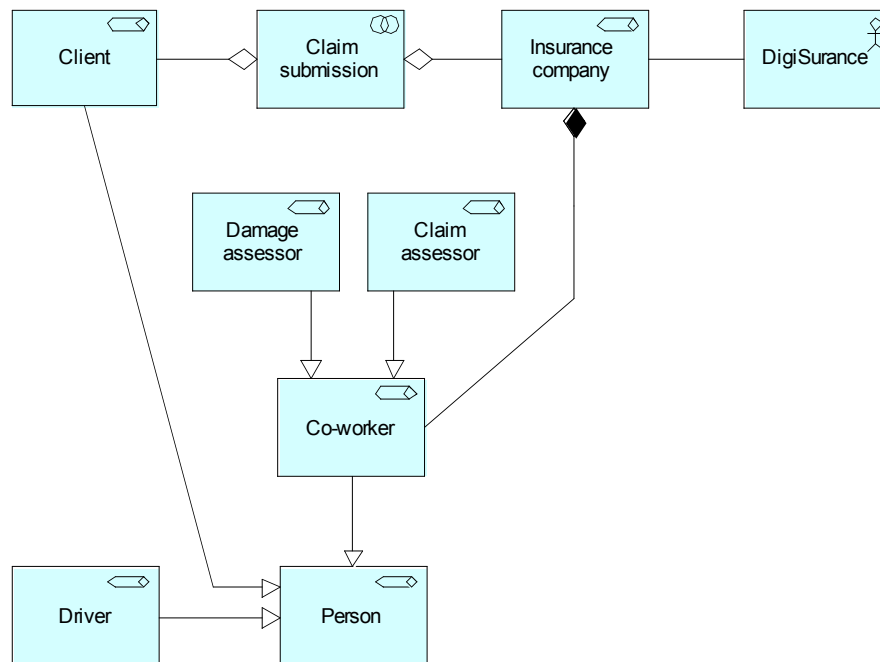 Client
Claim
submission
Insurance
company
DigiSurance
Damage
assessor
Claim
assessor
Co-worker
Driver
Person